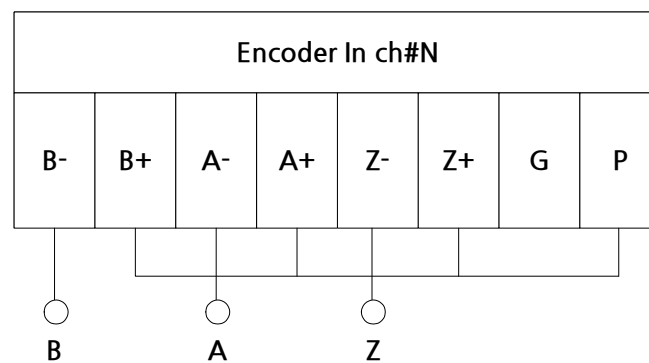 Encoder In ch#N
B- B+ A- A+ Z- Z+ G P
B A Z